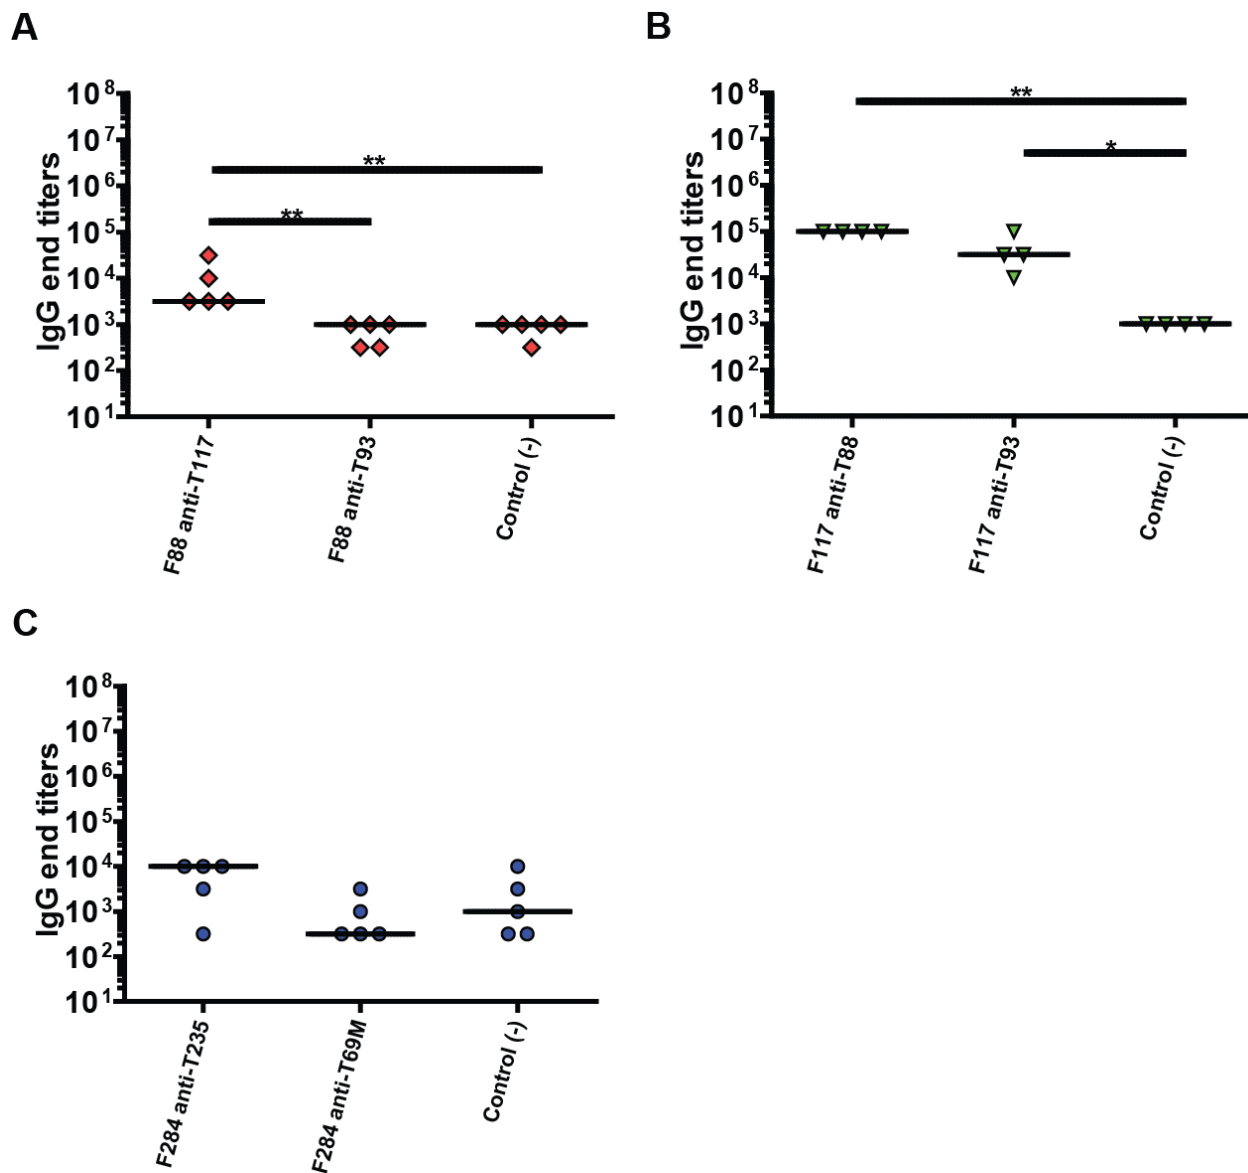 A
IgG end titers
10^8
10^7
10^6
10^5
10^4
10^3
10^2
10^1
**
**
F88 anti-T117
F88 anti-T93
Control (-)
B
IgG end titers
10^8
10^7
10^6
10^5
10^4
10^3
10^2
10^1
**
*
F117 anti-T88
F117 anti-T93
Control (-)
C
IgG end titers
10^8
10^7
10^6
10^5
10^4
10^3
10^2
10^1
F284 anti-T235
F284 anti-T69M
Control (-)